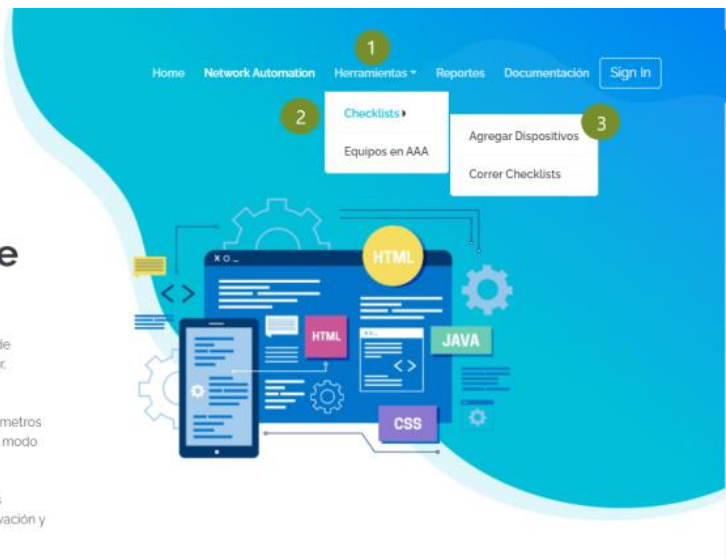 1
Home Network Automation Herramientas Reportes Documentación Sign In
2 Checklists
Agregar Dispositivos 3
Equipos en AAA
Correr Checklists
e
X O _
HTML
< >
HTML
JAVA
< >
CSS
de
r,
metros
modo
s
vación y